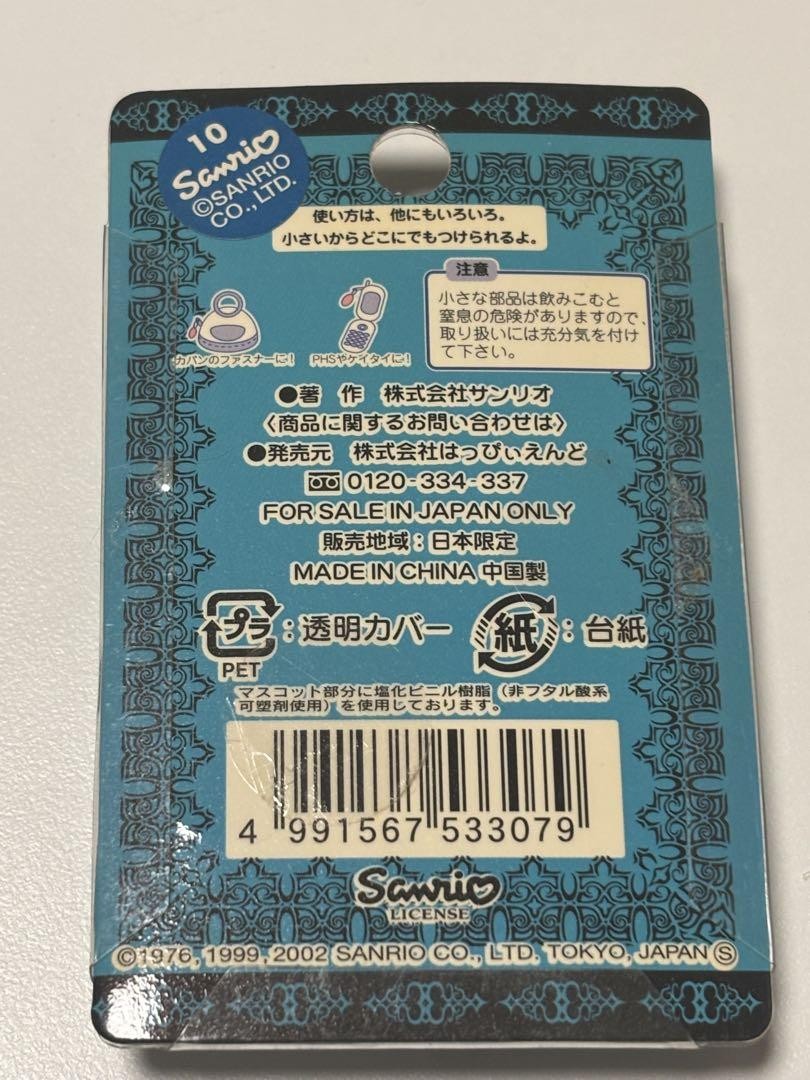 10
Sanrio
©SANRIO
CO.,LTD.
使い方は、他にもいろいろ。
小さいからどこにでもつけられるよ。
カバンのファスナーに!
PHSやケイタイに!
注意
小さな部品は飲みこむと
窒息の危険がありますので、
取り扱いには充分気を付け
て下さい。
●著 作 株式会社サンリオ
〈商品に関するお問い合わせは〉
●発売元 株式会社はっぴぃえんど
0120-334-337
FOR SALE IN JAPAN ONLY
販売地域:日本限定
MADE IN CHINA 中国製
プラ:透明カバー
PET
紙:台紙
マスコット部分に塩化ビニル樹脂(非フタル酸系
可塑剤使用)を使用しております。
4 991567 533079
Sanrio
LICENSE
©1976, 1999, 2002 SANRIO CO., LTD. TOKYO, JAPAN Ⓢ